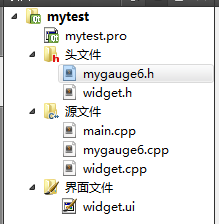 mytest
mytest.pro
头文件
mygauge6.h
widget.h
源文件
main.cpp
mygauge6.cpp
widget.cpp
界面文件
widget.ui